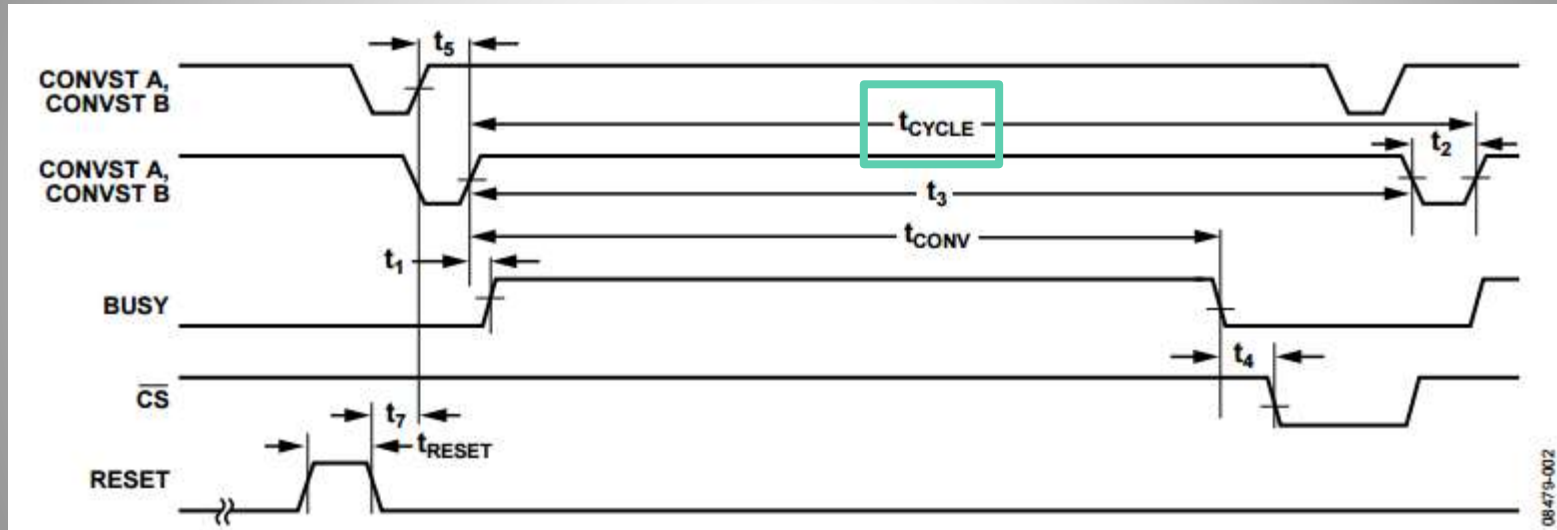 t5
CONVST A,
CONVST B
tCYCLE
t2
CONVST A,
CONVST B
t3
tCONV
t1
BUSY
t4
CS
t7
tRESET
RESET
08479-002